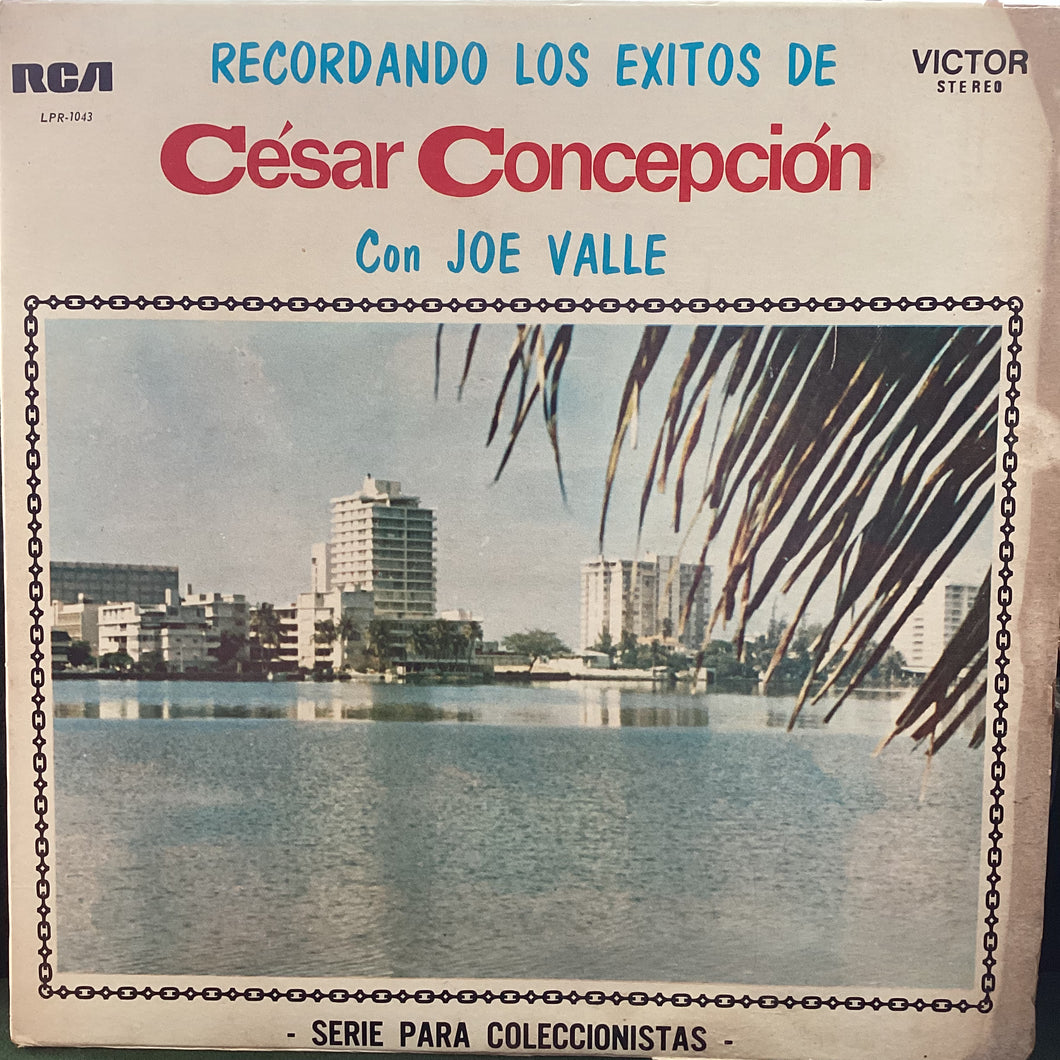 RECORDANDO LOS EXITOS DE
RCA
VICTOR
STEREO
LPR-1043
César Concepción
Con JOE VALLE
- SERIE PARA COLECCIONISTAS -